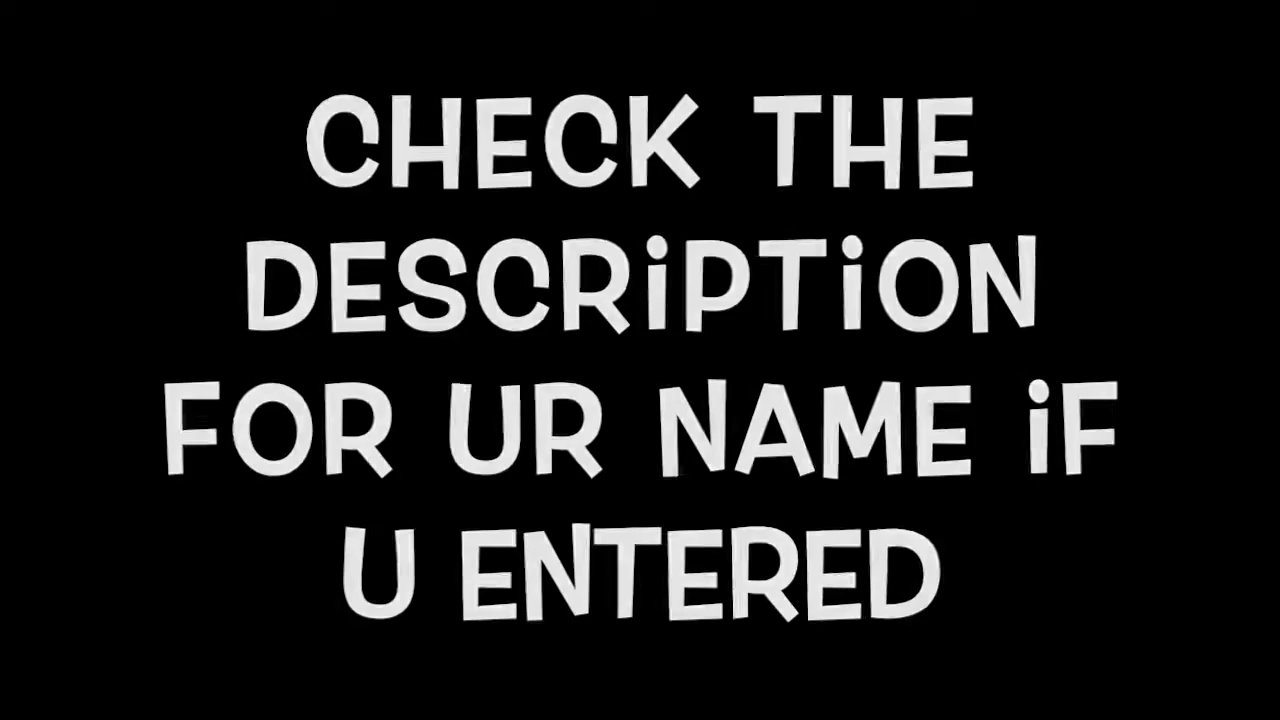 CHECK THE
DESCRiPTiON
FOR UR NAME iF
U ENTERED